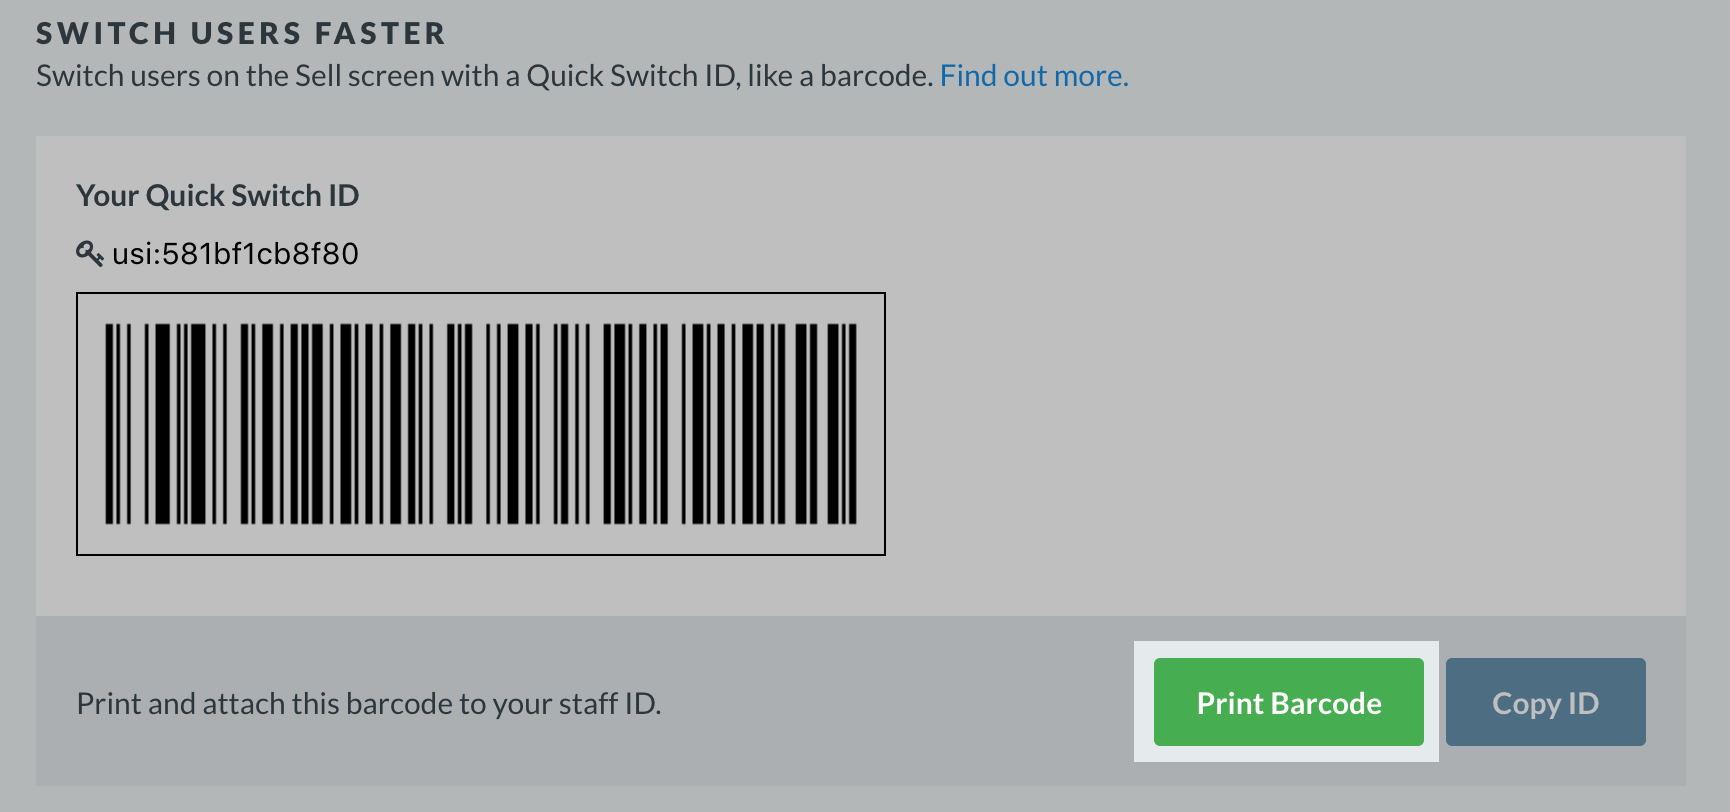 SWITCH USERS FASTER
Switch users on the Sell screen with a Quick Switch ID, like a barcode. Find out more.
Your Quick Switch ID
usi:581bf1cb8f80
Print and attach this barcode to your staff ID.
Print Barcode
Copy ID